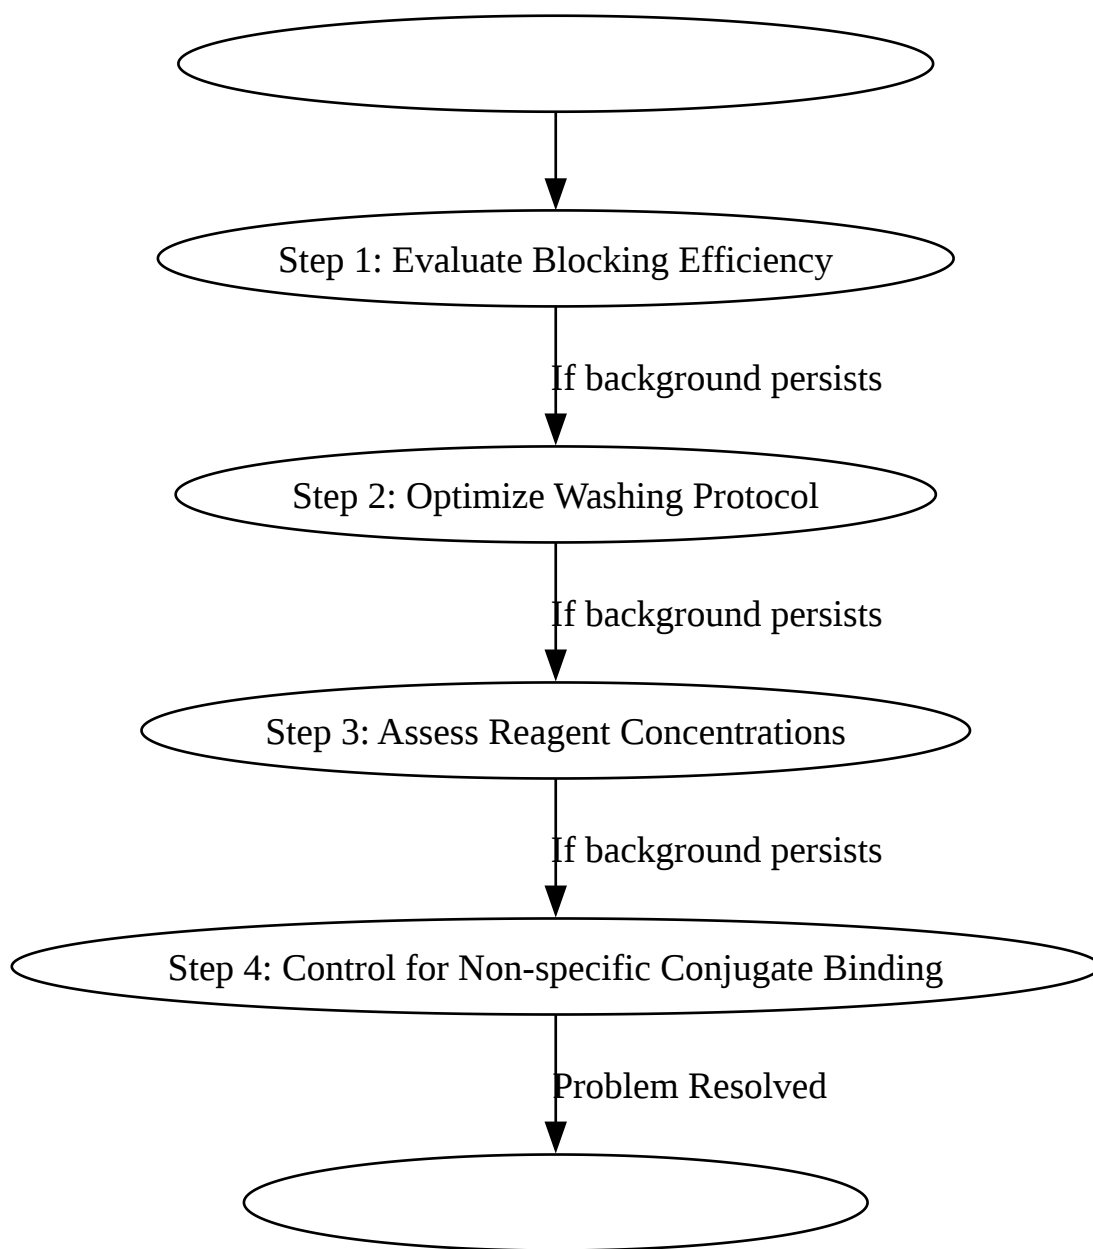 Step 1: Evaluate Blocking Efficiency
If background persists
Step 2: Optimize Washing Protocol
If background persists
Step 3: Assess Reagent Concentrations
If background persists
Step 4: Control for Non-specific Conjugate Binding
Problem Resolved